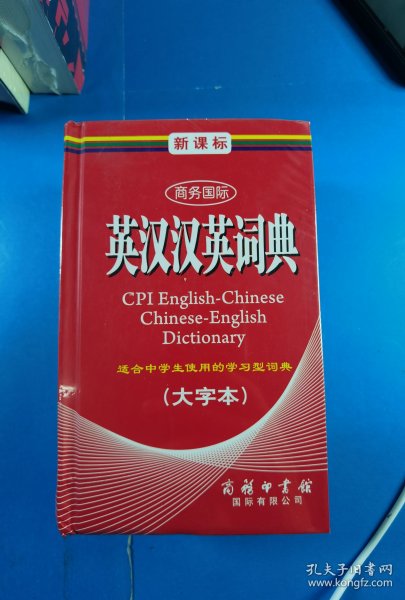 新课标
商务国际
英汉汉英词典
CPI English-Chinese
Chinese-English
Dictionary
适合中学生使用的学习型词典
(大字本)
商务印书馆
国际有限公司
孔夫子旧书网
www.kongfz.com